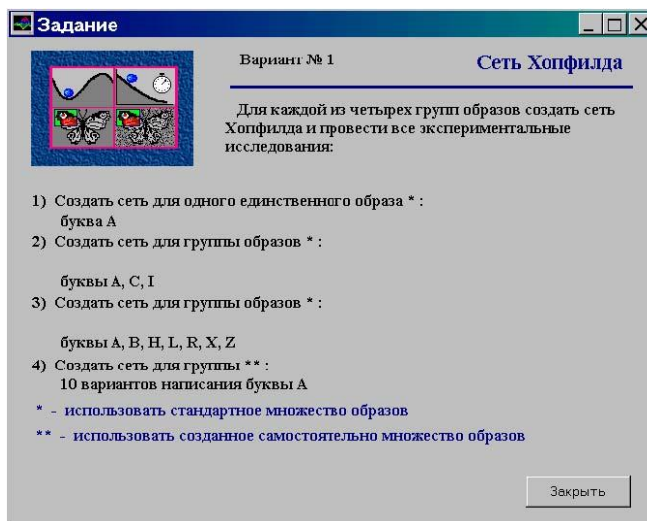 Задание
Вариант № 1
Сеть Хопфилда
Для каждой из четырех групп образов создать сеть
Хопфилда и провести все экспериментальные
исследования:
1) Создать сеть для одного единственного образа * :
буква A
2) Создать сеть для группы образов * :
буквы A, C, I
3) Создать сеть для группы образов * :
буквы A, B, H, L, R, X, Z
4) Создать сеть для группы ** :
10 вариантов написания буквы A
* - использовать стандартное множество образов
** - использовать созданное самостоятельно множество образов
Закрыть